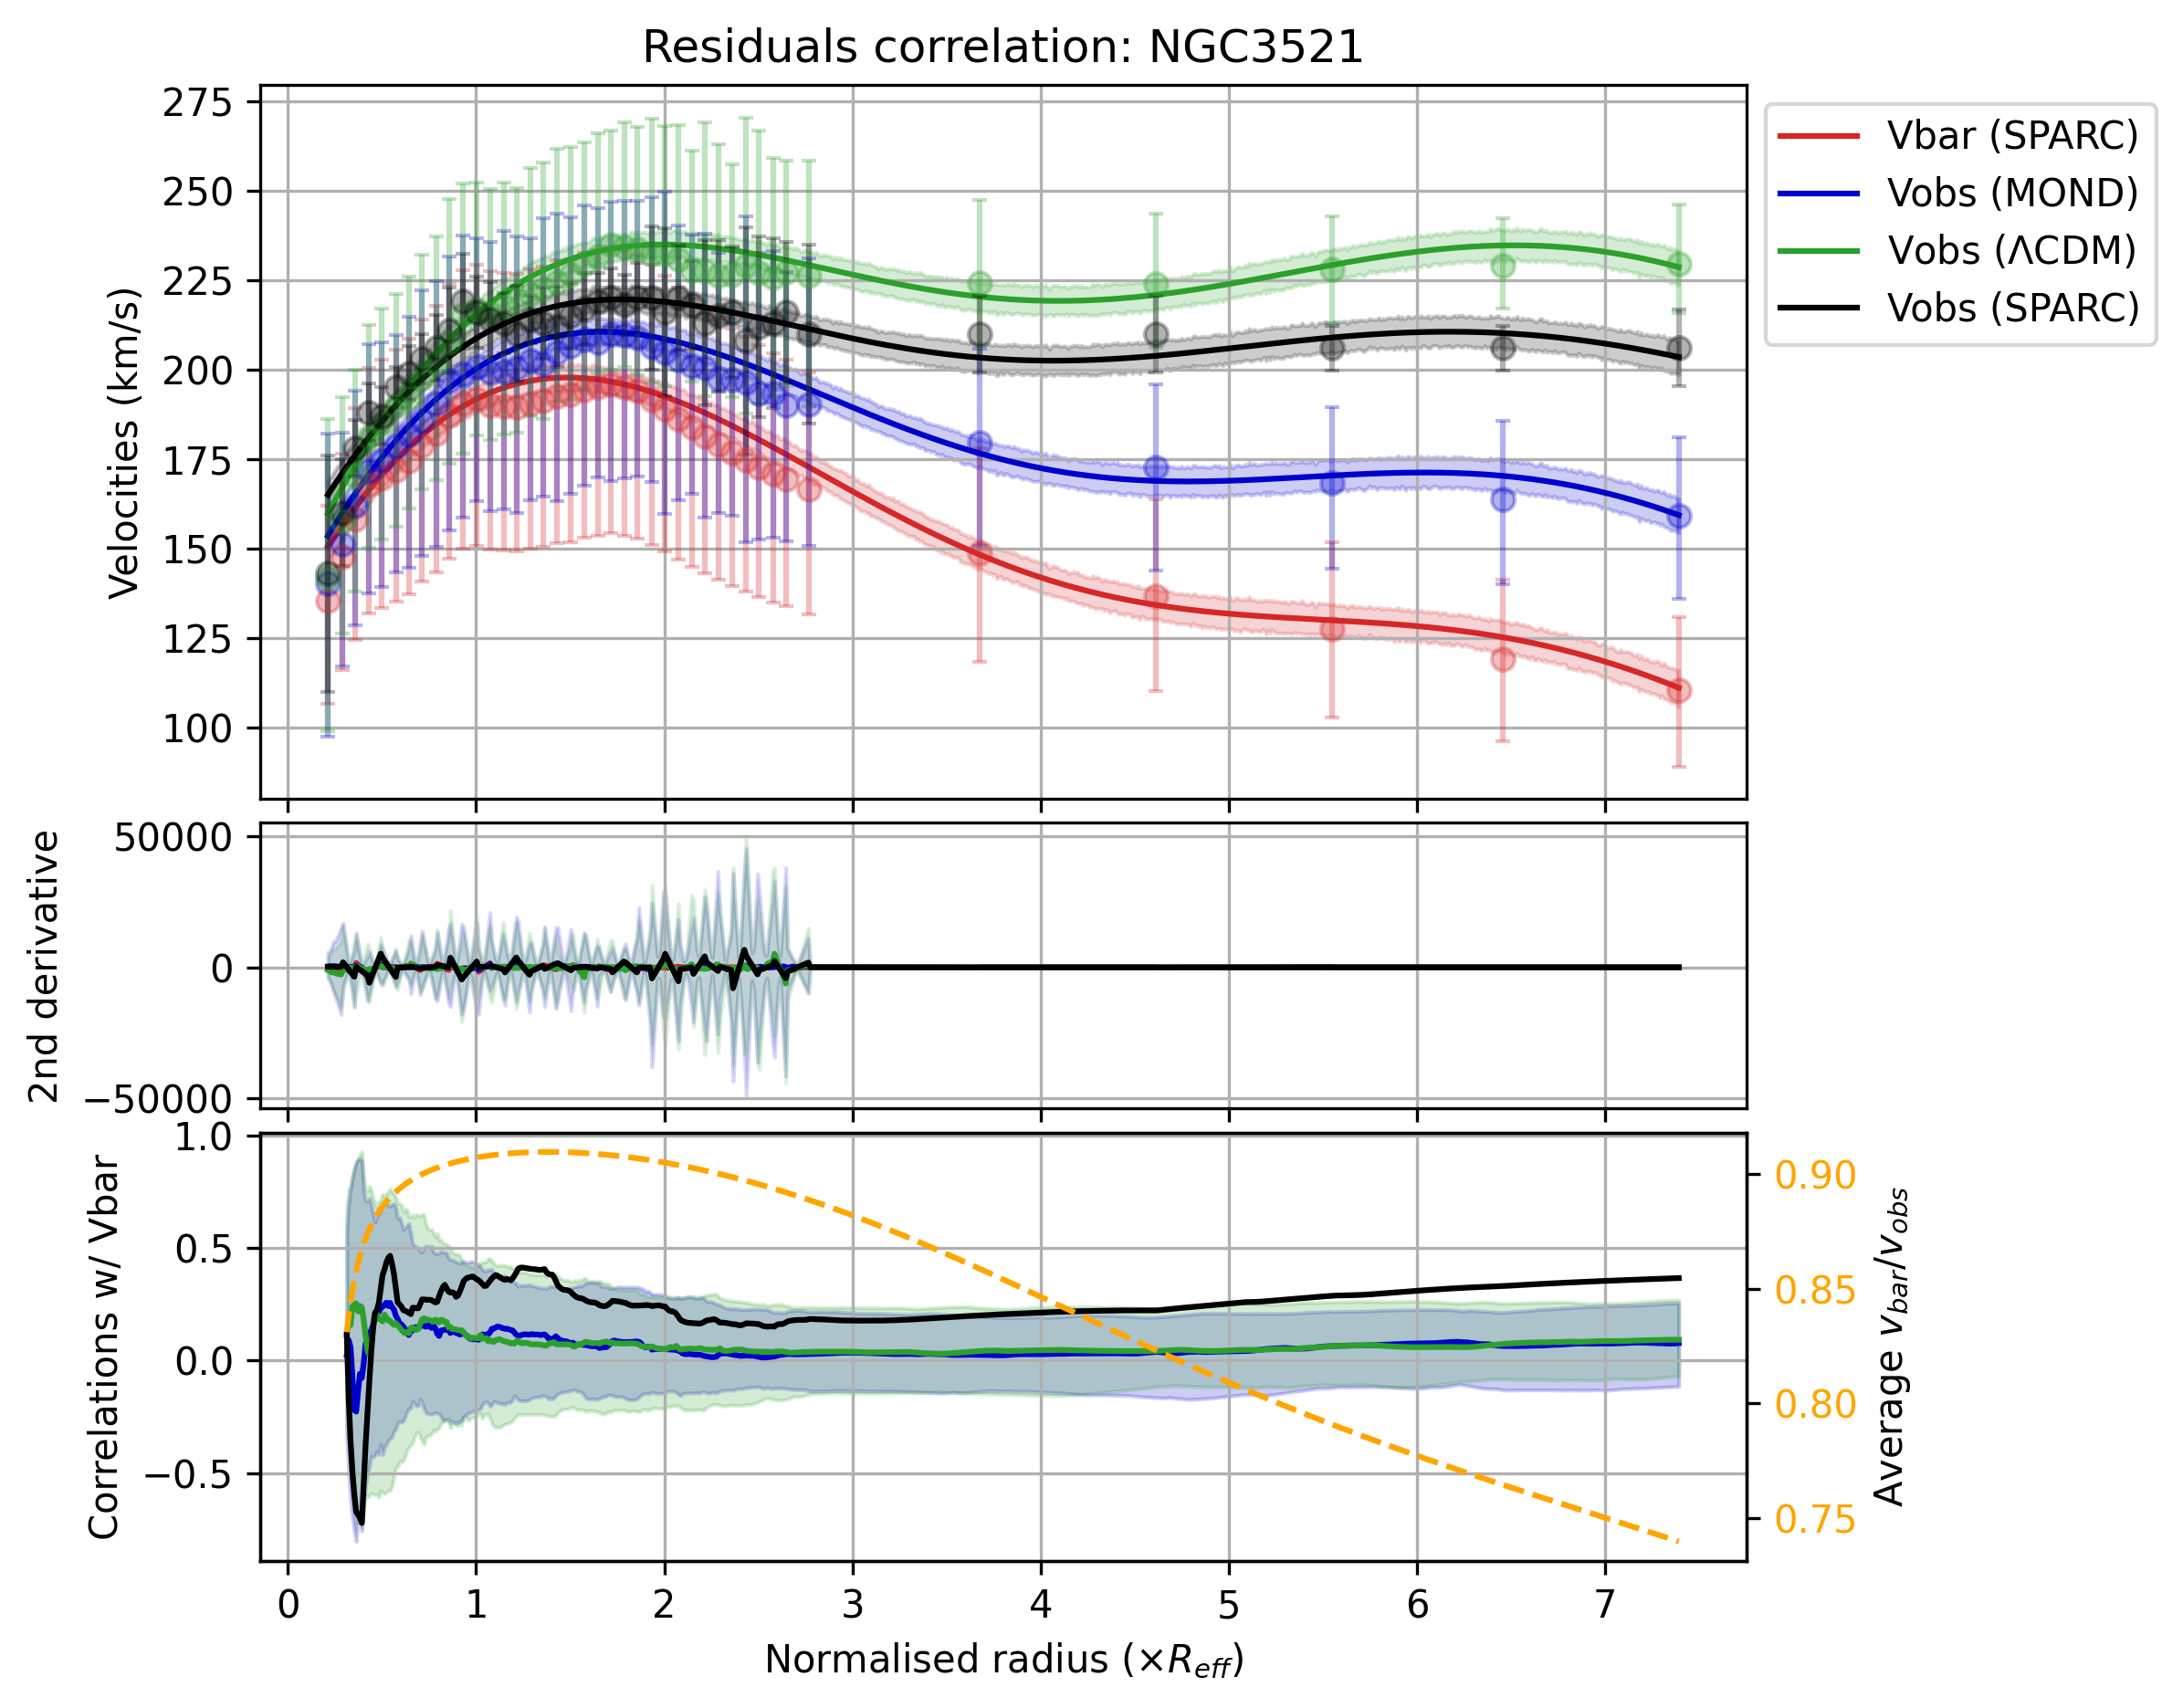 Residuals correlation: NGC3521
275
250
225
200
175
150
125
100
Velocities (km/s)
Vbar (SPARC)
Vobs (MOND)
Vobs (ΛCDM)
Vobs (SPARC)
50000
0
−50000
2nd derivative
1.0
0.5
0.0
−0.5
Correlations w/ Vbar
0.90
0.85
0.80
0.75
Average v_bar/v_obs
0 1 2 3 4 5 6 7
Normalised radius (×R_eff)